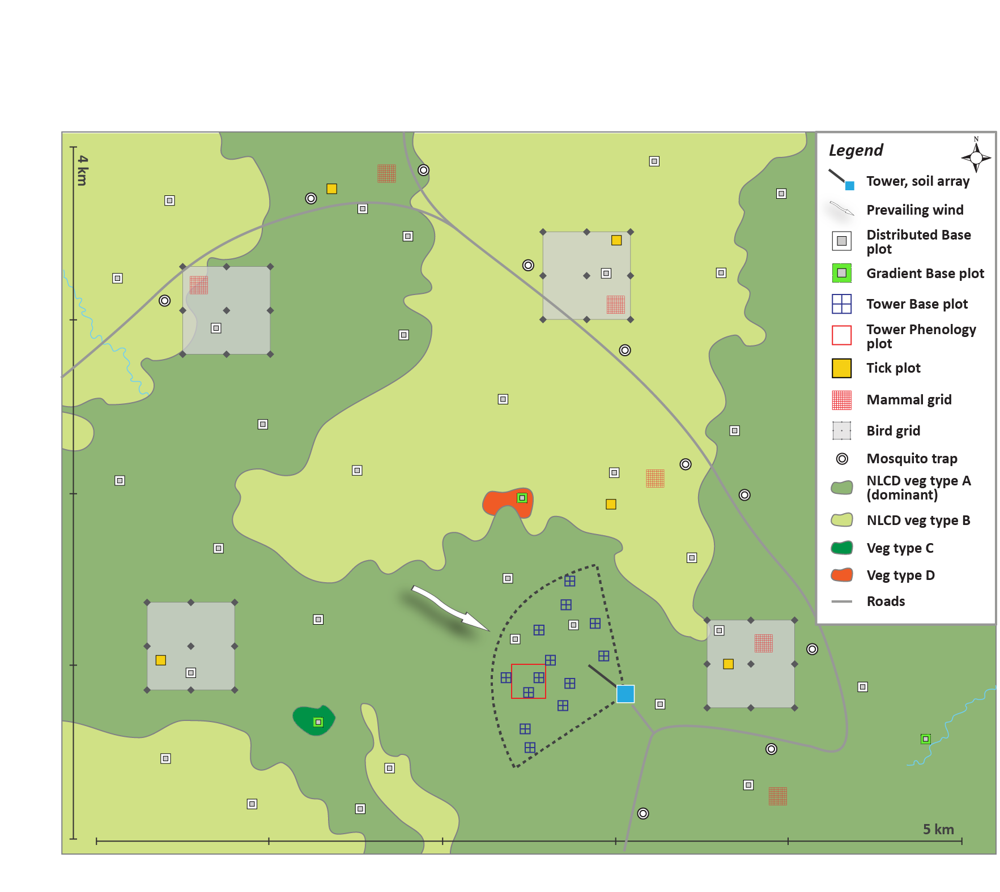 4 km
Legend
N
Tower, soil array
Prevailing wind
Distributed Base
plot
Gradient Base plot
Tower Base plot
Tower Phenology
plot
Tick plot
Mammal grid
Bird grid
Mosquito trap
NLCD veg type A
(dominant)
NLCD veg type B
Veg type C
Veg type D
Roads
5 km